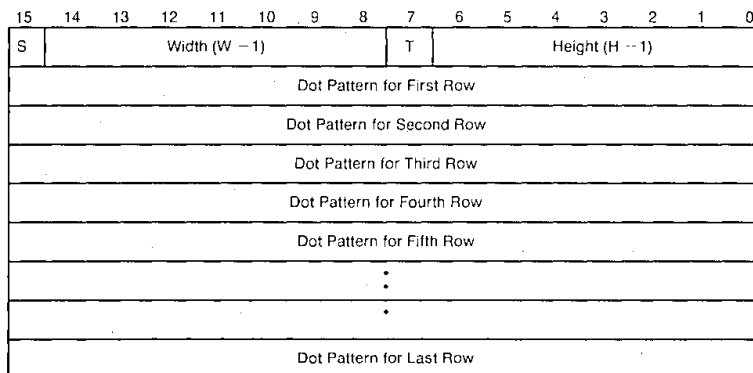 15 14 13 12 11 10 9 8 7 6 5 4 3 2 1 0
S Width (W − 1) T Height (H -- 1)
Dot Pattern for First Row
Dot Pattern for Second Row
Dot Pattern for Third Row
Dot Pattern for Fourth Row
Dot Pattern for Fifth Row
Dot Pattern for Last Row